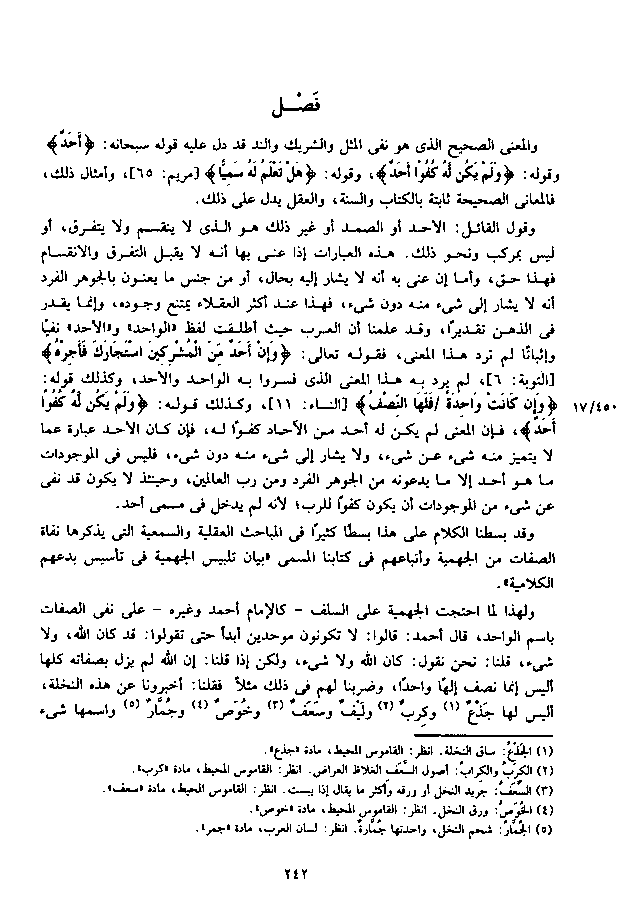 فَصْــل
والمعنى الصحيح الذى هو نفى المثل والشريك والند قد دل عليه قوله سبحانه: ﴿أَحَدٌ﴾
وقوله: ﴿وَلَمْ يَكُن لَّهُ كُفُوًا أَحَدٌ﴾، وقوله: ﴿هَلْ تَعْلَمُ لَهُ سَمِيًّا﴾ [مريم: ٦٥]، وأمثال ذلك،
فالمعانى الصحيحة ثابتة بالكتاب والسنة، والعقل يدل على ذلك.
وقول القائل: الأحد أو الصمد أو غير ذلك هو الذى لا ينقسم ولا يتفرق، أو
ليس بمركب ونحو ذلك. هذه العبارات إذا عنى بها أنه لا يقبل التفرق والانقسام
فهذا حق، وأما إن عنى به أنه لا يشار إليه بحال، أو من جنس ما يعنون بالجوهر الفرد
أنه لا يشار إلى شىء منه دون شىء، فهذا عند أكثر العقلاء يمتنع وجوده، وإنما يقدر
فى الذهن تقديرًا، وقد علمنا أن العرب حيث أطلقت لفظ «الواحد» و«الأحد» نفيًا
وإثباتًا لم ترد هذا المعنى، فقوله تعالى: ﴿وَإِنْ أَحَدٌ مِّنَ الْمُشْرِكِينَ اسْتَجَارَكَ فَأَجِرْهُ﴾
[التوبة: ٦]، لم يرد به هذا المعنى الذى فسروا به الواحد والأحد، وكذلك قوله:
١٧/٤٥٠ ﴿وَإِن كَانَتْ وَاحِدَةً /فَلَهَا النِّصْفُ﴾ [النساء: ١١]، وكذلك قوله: ﴿وَلَمْ يَكُن لَّهُ كُفُوًا
أَحَدٌ﴾، فإن المعنى لم يكن له أحد من الآحاد كفوًا له، فإن كان الأحد عبارة عما
لا يتميز منه شىء عن شىء، ولا يشار إلى شىء منه دون شىء، فليس فى الموجودات
ما هو أحد إلا ما يدعونه من الجوهر الفرد ومن رب العالمين، وحينئذ لا يكون قد نفى
عن شىء من الموجودات أن يكون كفوًا للرب؛ لأنه لم يدخل فى مسمى أحد.
وقد بسطنا الكلام على هذا بسطًا كثيرًا فى المباحث العقلية والسمعية التى يذكرها نفاة
الصفات من الجهمية وأتباعهم فى كتابنا المسمى «بيان تلبيس الجهمية فى تأسيس بدعهم
الكلامية».
ولهذا لما احتجت الجهمية على السلف - كالإمام أحمد وغيره - على نفى الصفات
باسم الواحد، قال أحمد: قالوا: لا تكونون موحدين أبدًا حتى تقولوا: قد كان الله، ولا
شىء، قلنا: نحن نقول: كان الله ولا شىء، ولكن إذا قلنا: إن الله لم يزل بصفاته كلها
أليس إنما نصف إلهًا واحدًا، وضربنا لهم فى ذلك مثلاً فقلنا: أخبرونا عن هذه النخلة،
أليس لها جَذْعٌ (١) وكربٌ (٢) وليْفٌ وسَعَفٌ (٣) وخُوَصٌ (٤) وجُمَّارٌ (٥) واسمها شىء
(١) الجَذْعُ: ساق النخلة. انظر: القاموس المحيط، مادة «جذع».
(٢) الكربُ والكرابُ: أصول السَّعَفُ الغلاظ العراض. انظر: القاموس المحيط، مادة «كرب».
(٣) السَّعَفُ: جَريد النخل أو ورقه وأكثر ما يقال إذا يبست. انظر: القاموس المحيط، مادة «سعف».
(٤) الخُوَصُ: ورق النخل. انظر: القاموس المحيط، مادة «خوص».
(٥) الجُمَّارُ: شحم النخل، واحدتها جُمَّارةٌ. انظر: لسان العرب، مادة «جمر».
٢٤٢